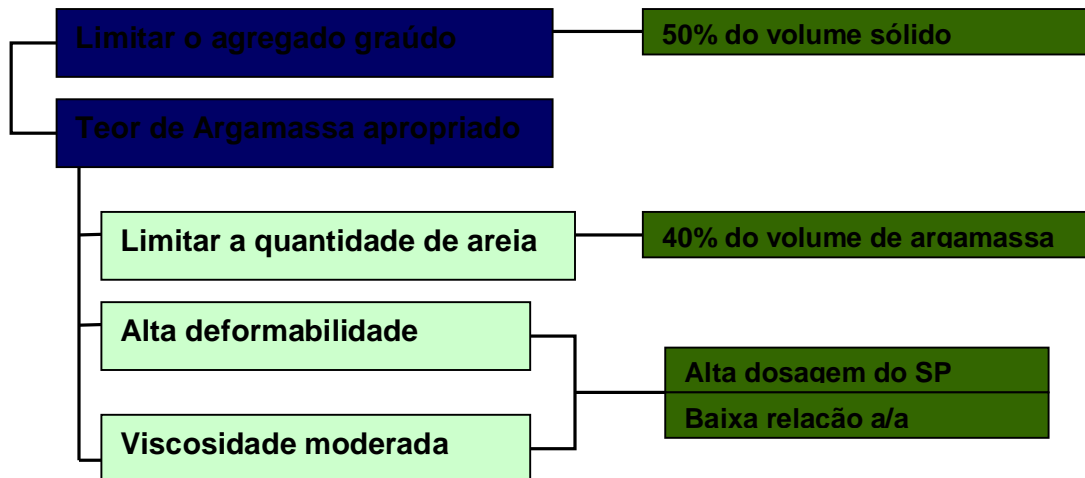 Limitar o agregado graúdo
50% do volume sólido
Teor de Argamassa apropriado
Limitar a quantidade de areia
40% do volume de argamassa
Alta deformabilidade
Alta dosagem do SP
Baixa relação a/a
Viscosidade moderada